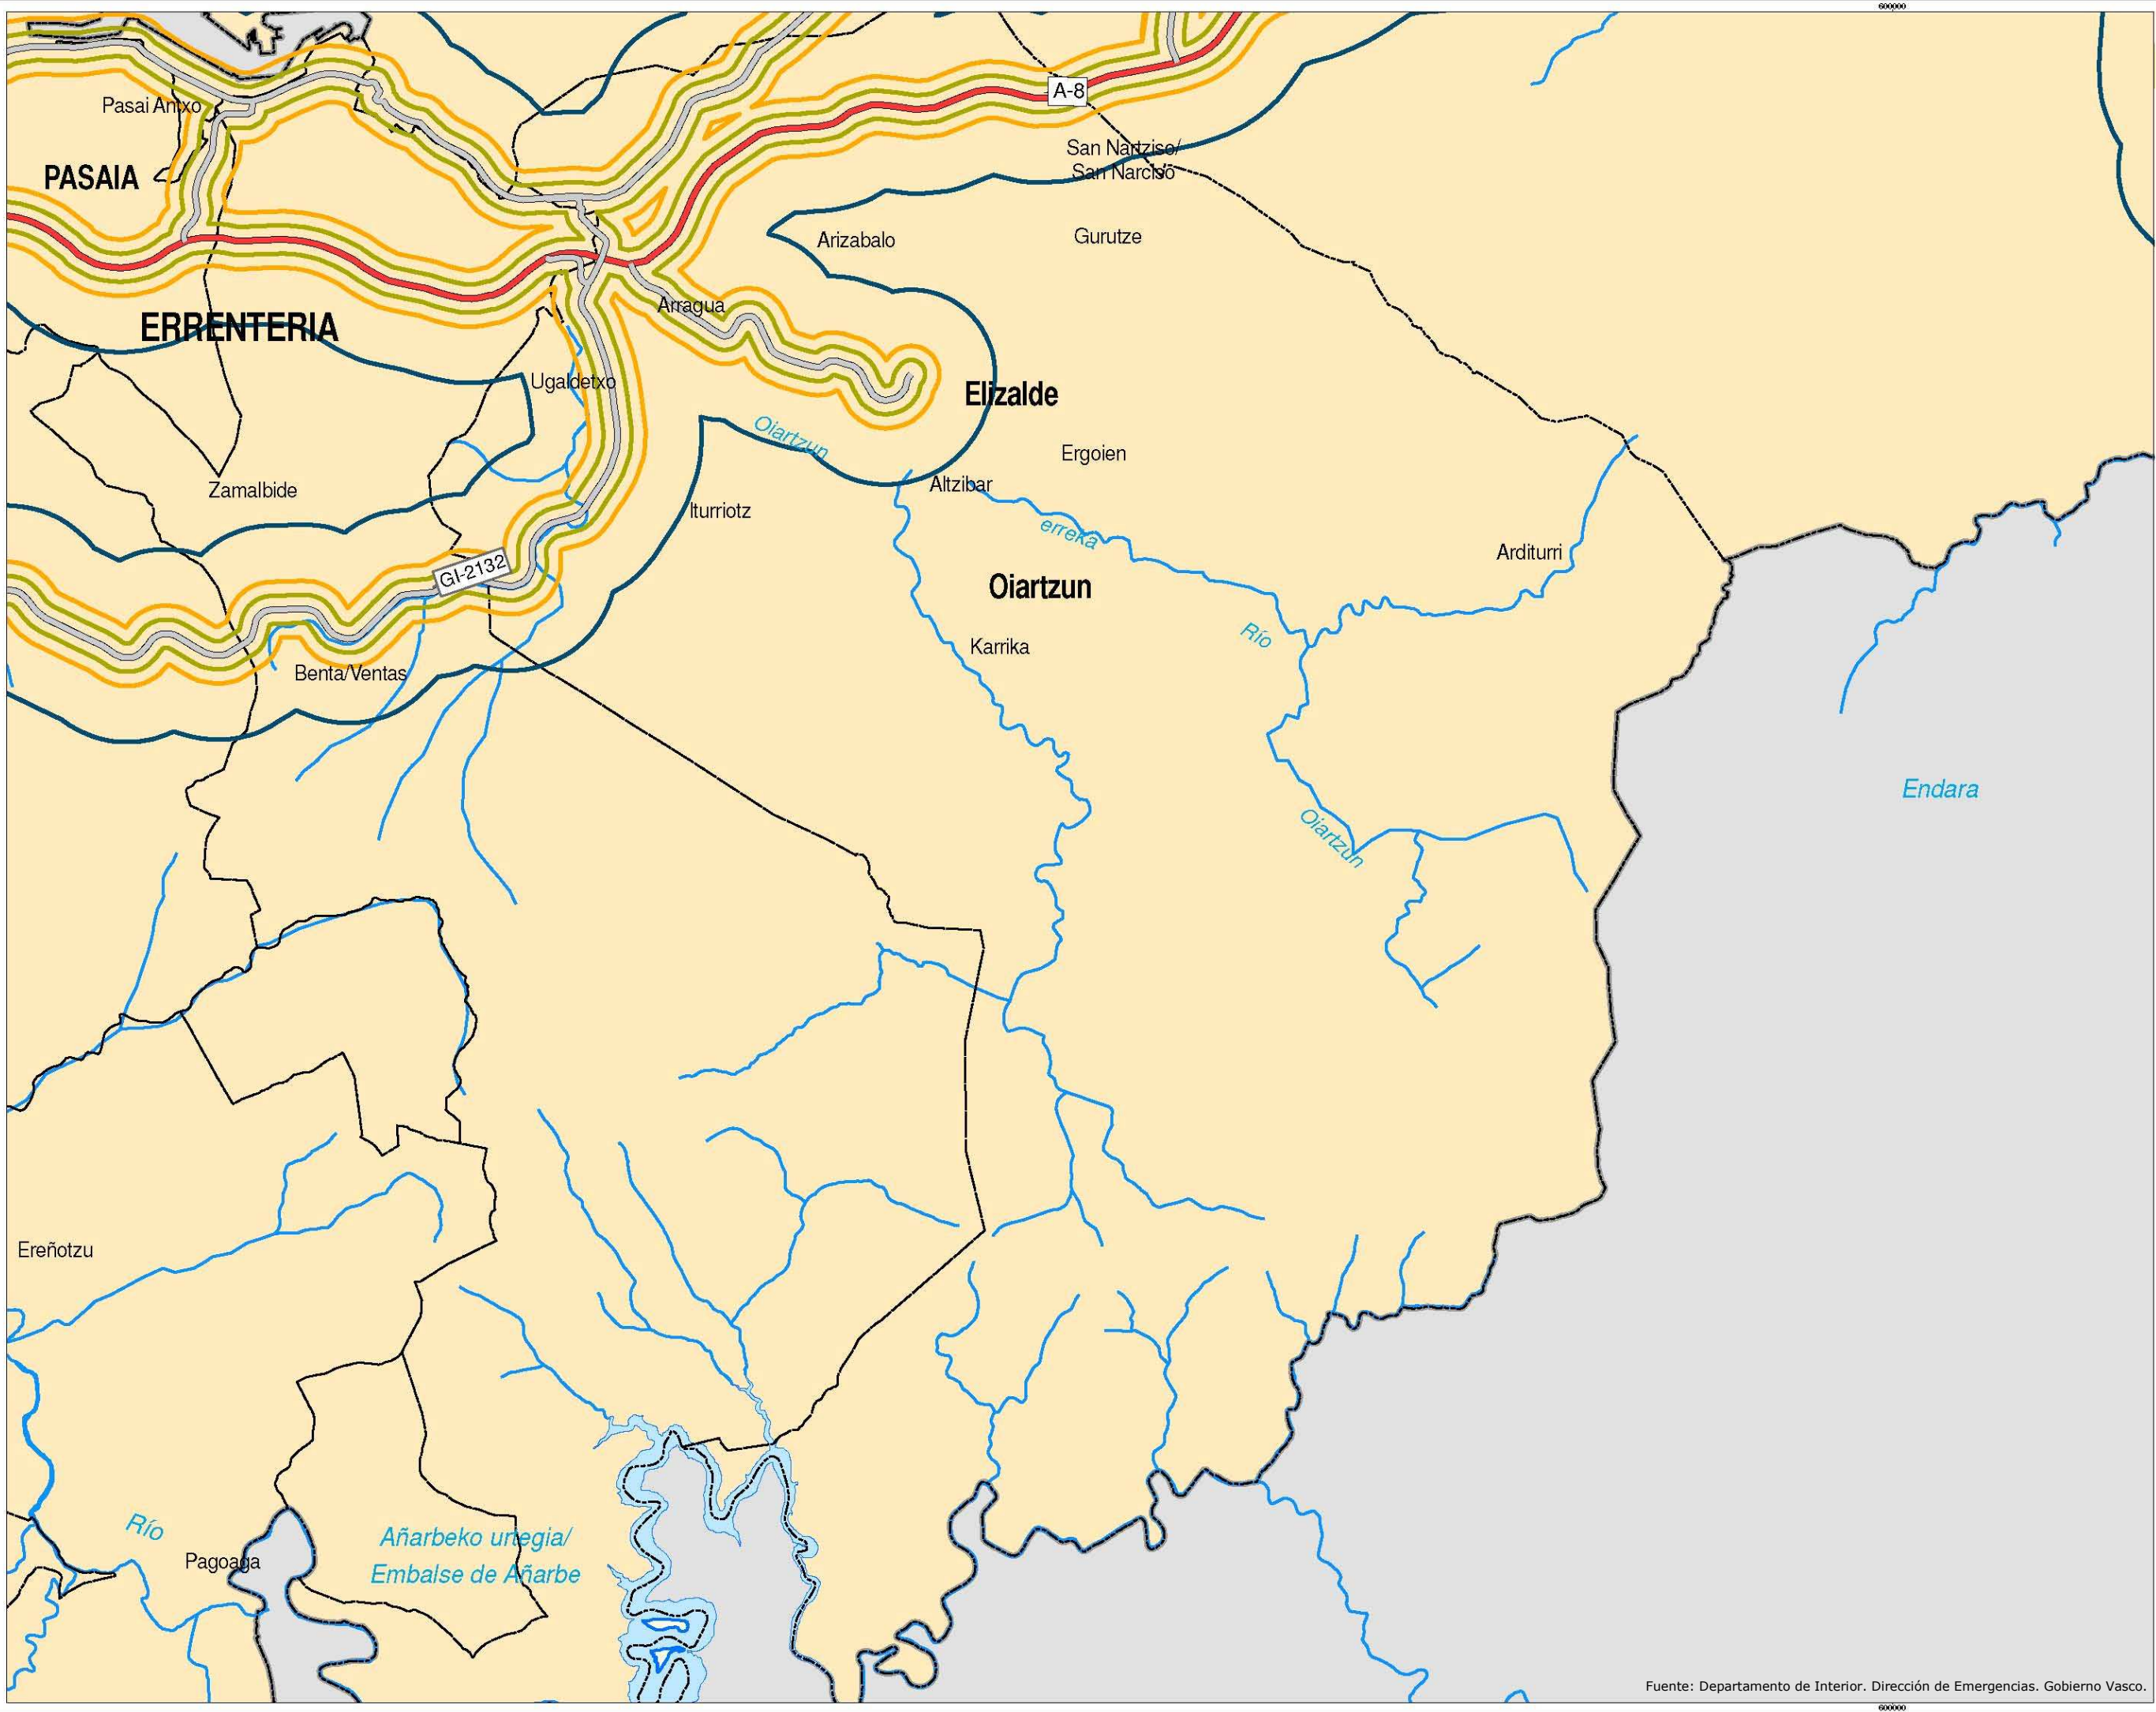 600000
A-8
Pasai Antxo
San Nartziso/
San Narciso
PASAIA
Arizabalo
Gurutze
Arragua
ERRENTERIA
Ugaldetxo
Elizalde
Oiartzun
Ergoien
Zamalbide
Altzibar
Iturriotz
erreka
Arditurri
GI-2132
Oiartzun
Río
Karrika
Benta/Ventas
Endara
Oiartzun
Ereñotzu
Río
Añarbeko urtegia/
Embalse de Añarbe
Pagoaga
Fuente: Departamento de Interior. Dirección de Emergencias. Gobierno Vasco.
600000